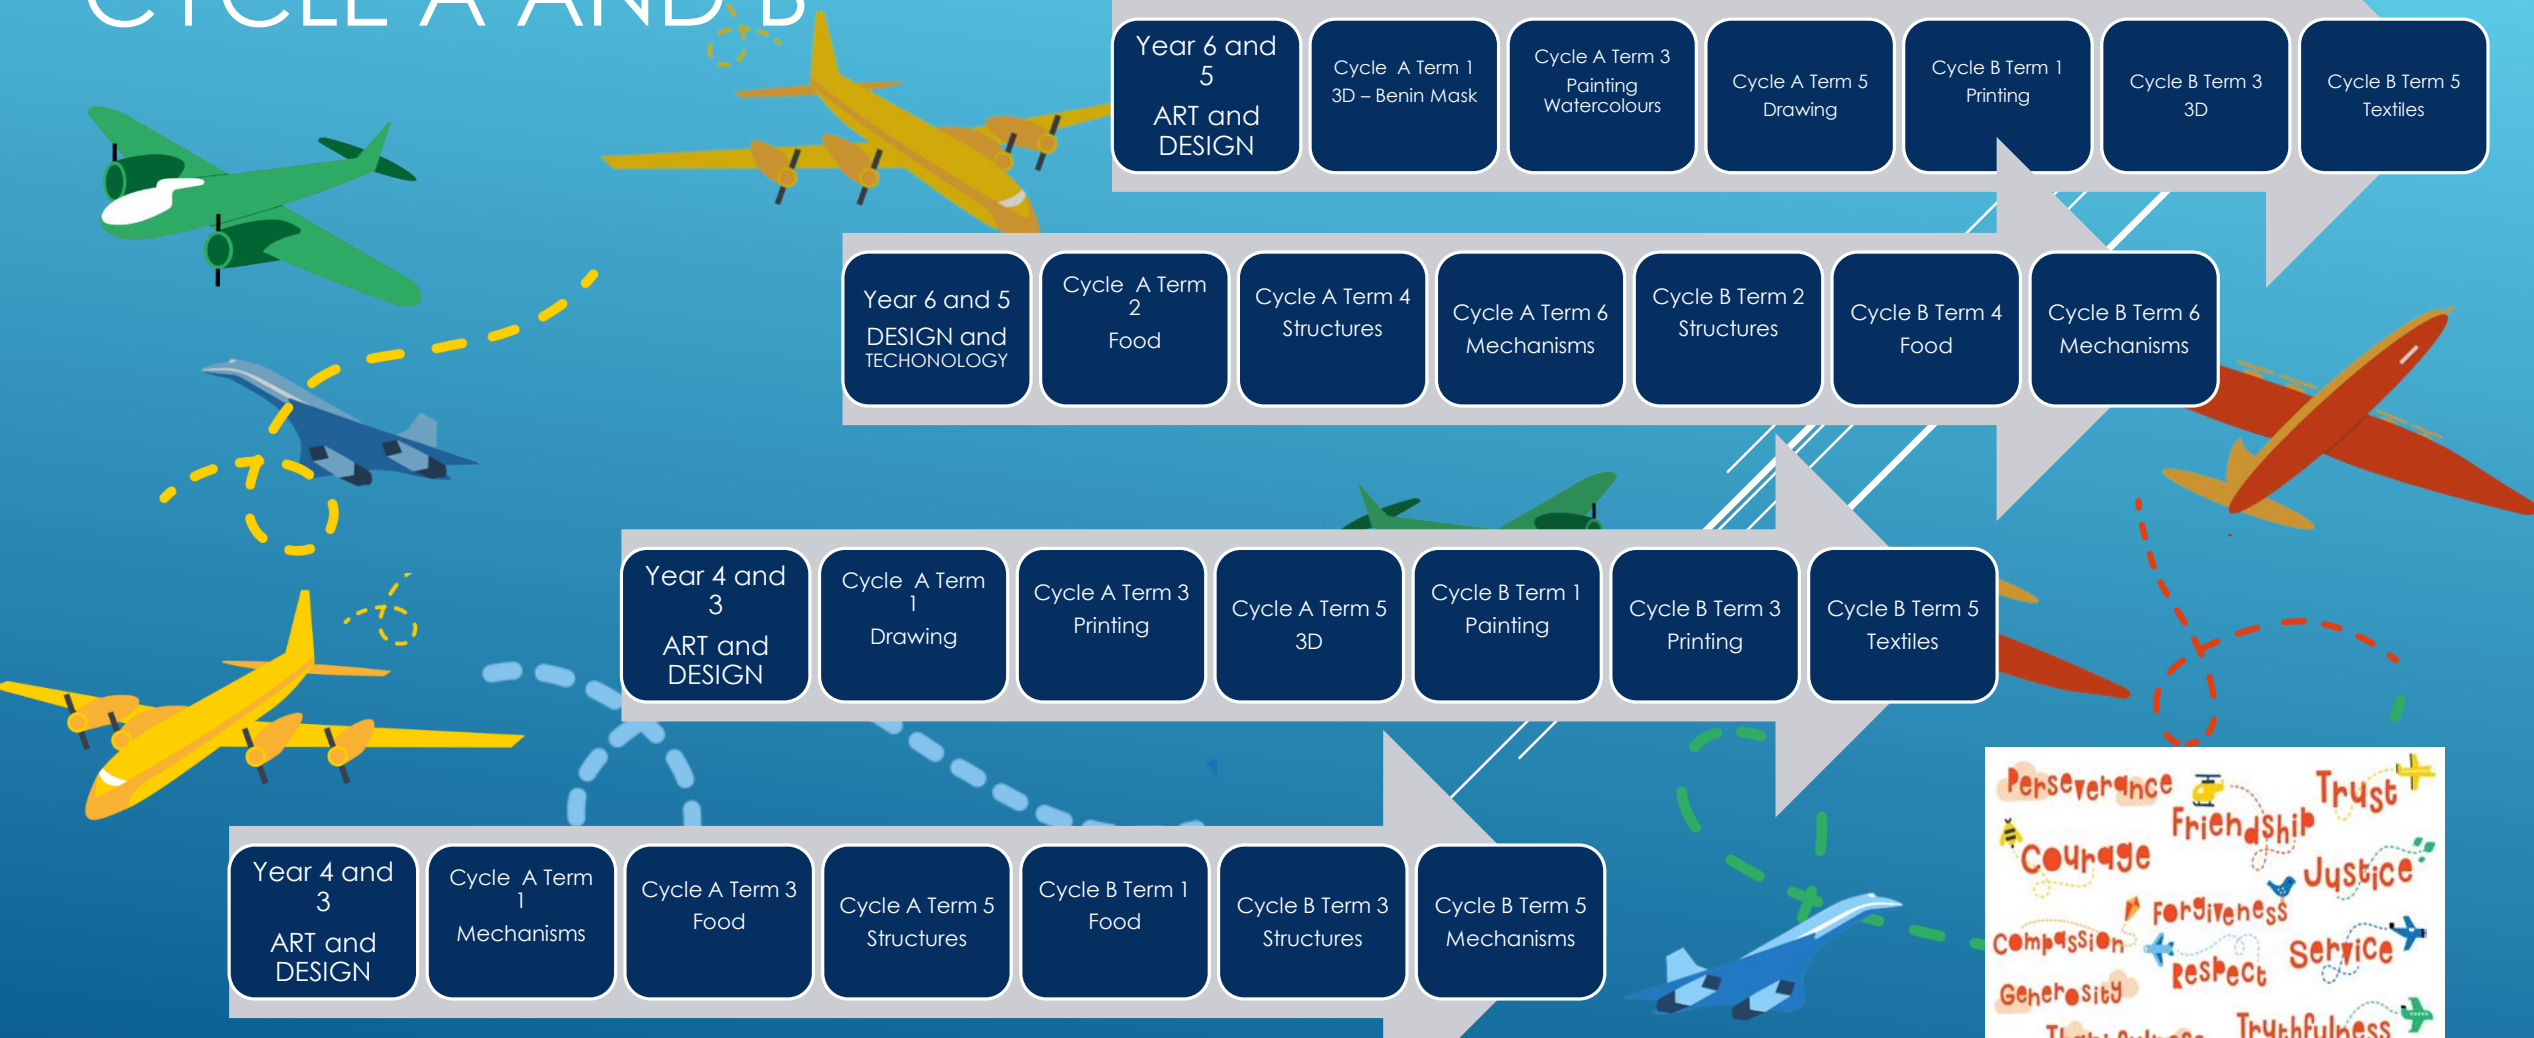 CYCLE A AND B
Year 6 and
5
ART and
DESIGN
Cycle A Term 1
3D – Benin Mask
Cycle A Term 3
Painting
Watercolours
Cycle A Term 5
Drawing
Cycle B Term 1
Printing
Cycle B Term 3
3D
Cycle B Term 5
Textiles
Year 6 and 5
DESIGN and
TECHONOLOGY
Cycle A Term
2
Food
Cycle A Term 4
Structures
Cycle A Term 6
Mechanisms
Cycle B Term 2
Structures
Cycle B Term 4
Food
Cycle B Term 6
Mechanisms
Year 4 and
3
ART and
DESIGN
Cycle A Term
1
Drawing
Cycle A Term 3
Printing
Cycle A Term 5
3D
Cycle B Term 1
Painting
Cycle B Term 3
Printing
Cycle B Term 5
Textiles
Year 4 and
3
ART and
DESIGN
Cycle A Term
1
Mechanisms
Cycle A Term 3
Food
Cycle A Term 5
Structures
Cycle B Term 1
Food
Cycle B Term 3
Structures
Cycle B Term 5
Mechanisms
Perseverance
Trust
Friendship
Courage
Justice
Forgiveness
Compassion
Service
Respect
Generosity
Truthfulness